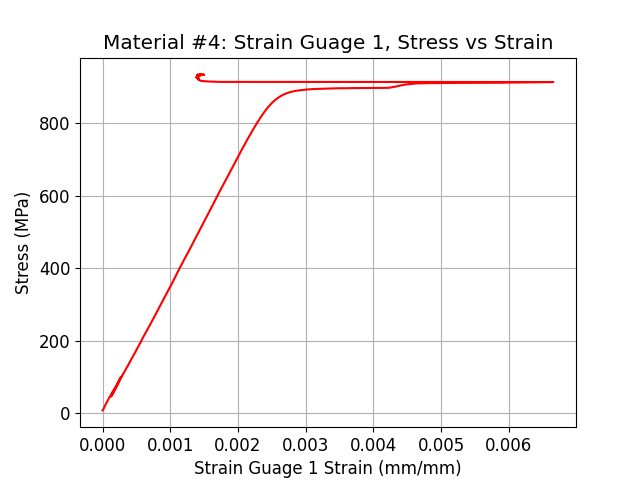 Material #4: Strain Guage 1, Stress vs Strain
Stress (MPa)
800
600
400
200
0
0.000 0.001 0.002 0.003 0.004 0.005 0.006
Strain Guage 1 Strain (mm/mm)